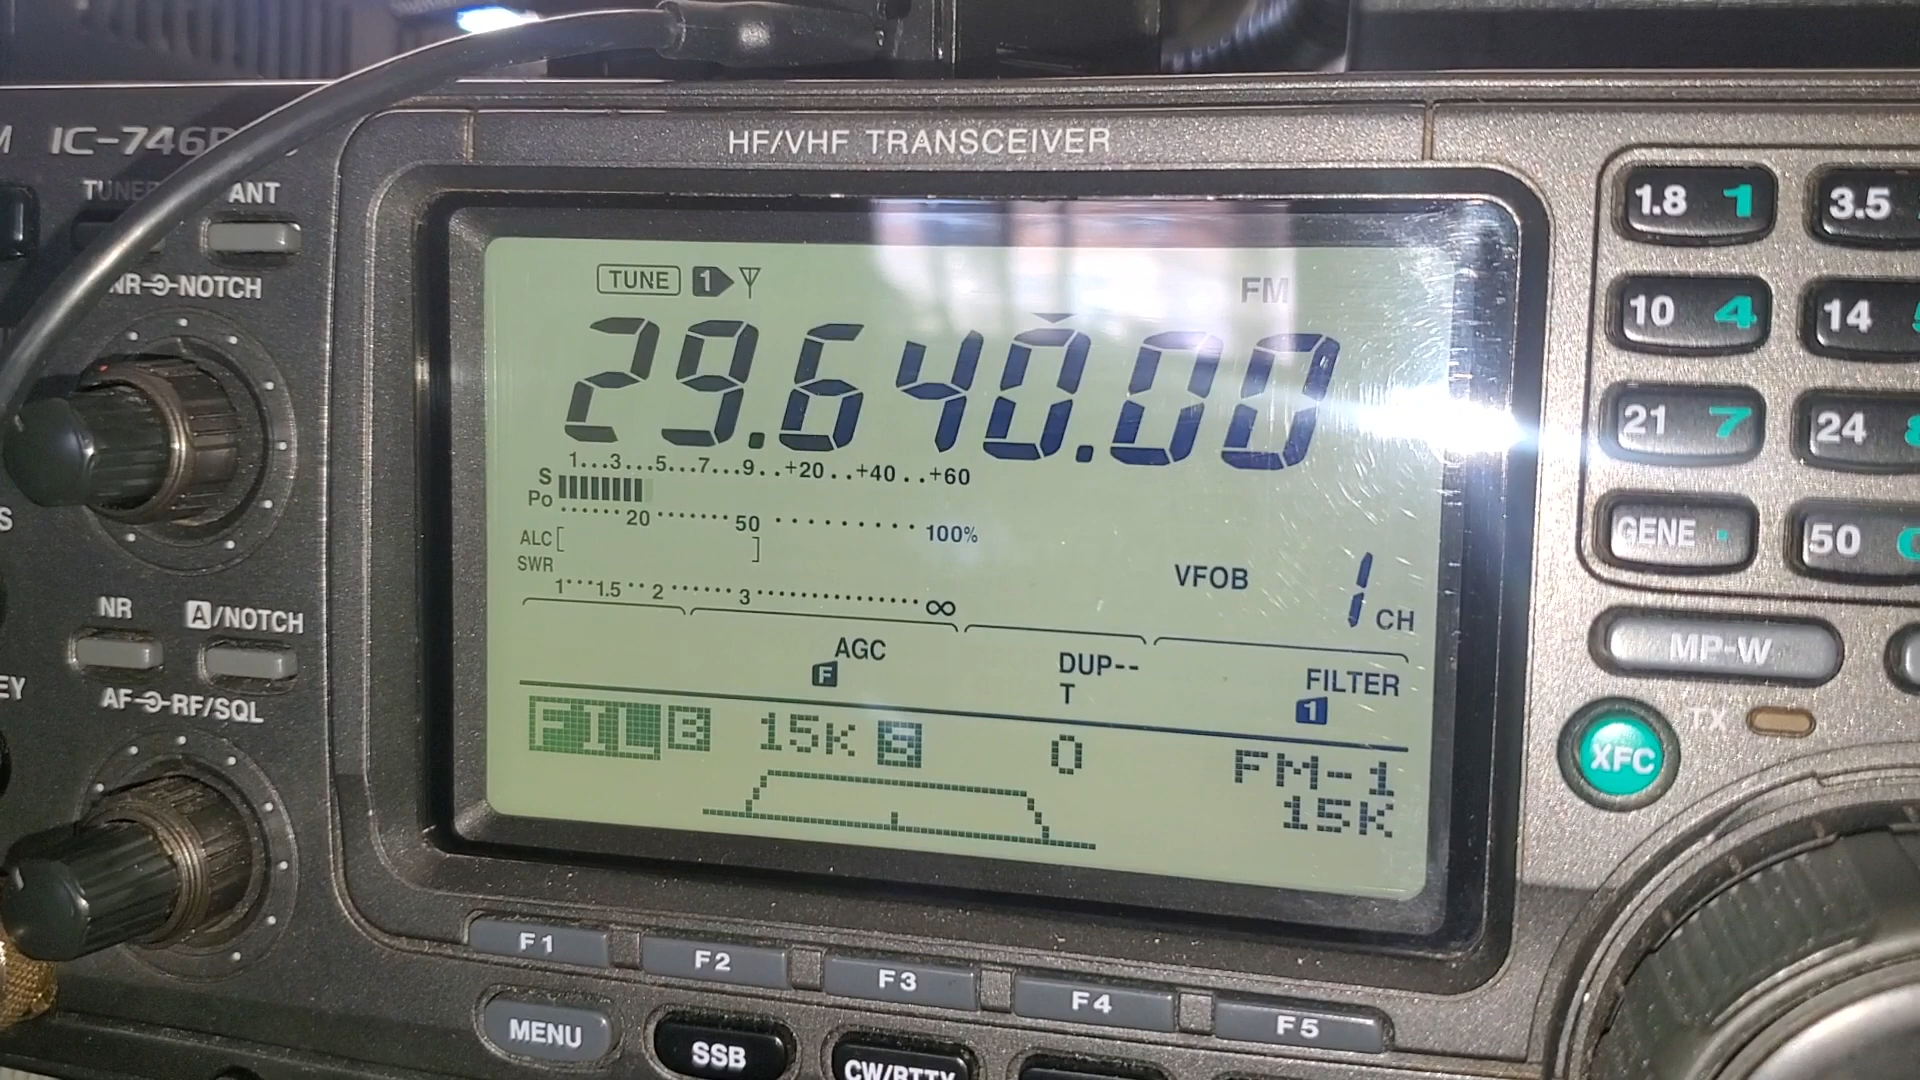 IC-746P
HF/VHF TRANSCEIVER
TUNER ANT
NR NOTCH
TUNE 1 FM
29.640.00
S 1...3...5...7...9..+20..+40..+60
Po 20 50 100%
ALC
SWR 1 1.5 2 3 ∞
VFOB 1 CH
AGC DUP-- FILTER
F T 1
FIL B 15K S 0 FM-1
15K
NR A/NOTCH
AF RF/SQL
F1 F2 F3 F4 F5
MENU SSB CW/RTTY
1.8 1 3.5
10 4 14
21 7 24
GENE · 50
MP-W
XFC TX